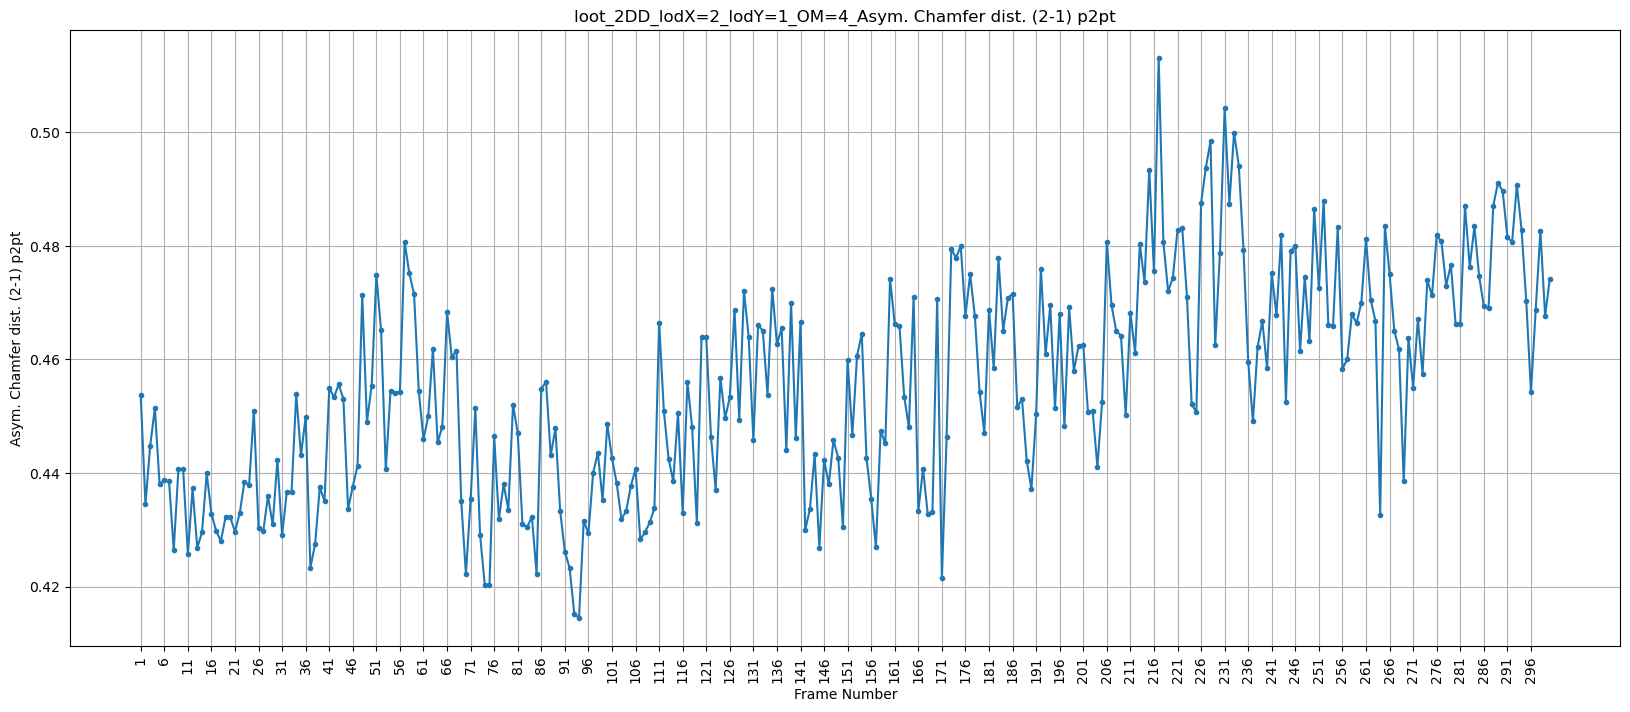 loot_2DD_lodX=2_lodY=1_OM=4_Asym. Chamfer dist. (2-1) p2pt
Asym. Chamfer dist. (2-1) p2pt
0.50
0.48
0.46
0.44
0.42
1 6 11 16 21 26 31 36 41 46 51 56 61 66 71 76 81 86 91 96 101 106 111 116 121 126 131 136 141 146 151 156 161 166 171 176 181 186 191 196 201 206 211 216 221 226 231 236 241 246 251 256 261 266 271 276 281 286 291 296
Frame Number